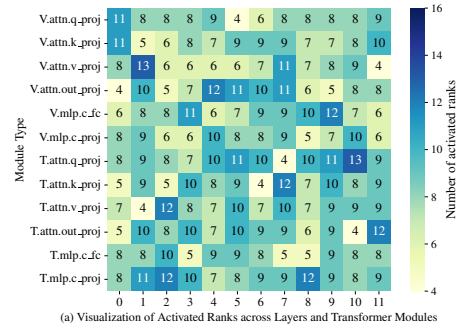 V.attn.q_proj 11 8 8 8 9 4 6 8 8 8 8 9
V.attn.k_proj 11 5 6 8 7 9 9 9 7 7 8 10
V.attn.v_proj 8 13 6 6 6 6 7 11 7 8 9 4
V.attn.out_proj 4 10 5 7 12 11 10 11 6 5 8 8
V.mlp.c_fc 6 8 8 11 6 7 9 9 10 12 7 6
V.mlp.c_proj 8 9 6 6 10 8 8 9 5 7 10 6
T.attn.q_proj 8 9 8 7 10 11 10 4 10 11 13 9
T.attn.k_proj 5 9 5 10 8 9 4 12 7 10 8 9
T.attn.v_proj 7 4 12 8 7 10 7 10 7 9 9 9
T.attn.out_proj 5 10 8 10 7 10 9 9 6 9 4 12
T.mlp.c_fc 8 8 10 5 9 9 8 5 5 9 8 8
T.mlp.c_proj 8 11 12 10 7 8 9 9 12 8 9 9
0 1 2 3 4 5 6 7 8 9 10 11
Module Type
16
14
12
10
8
6
4
Number of activated ranks
(a) Visualization of Activated Ranks across Layers and Transformer Modules